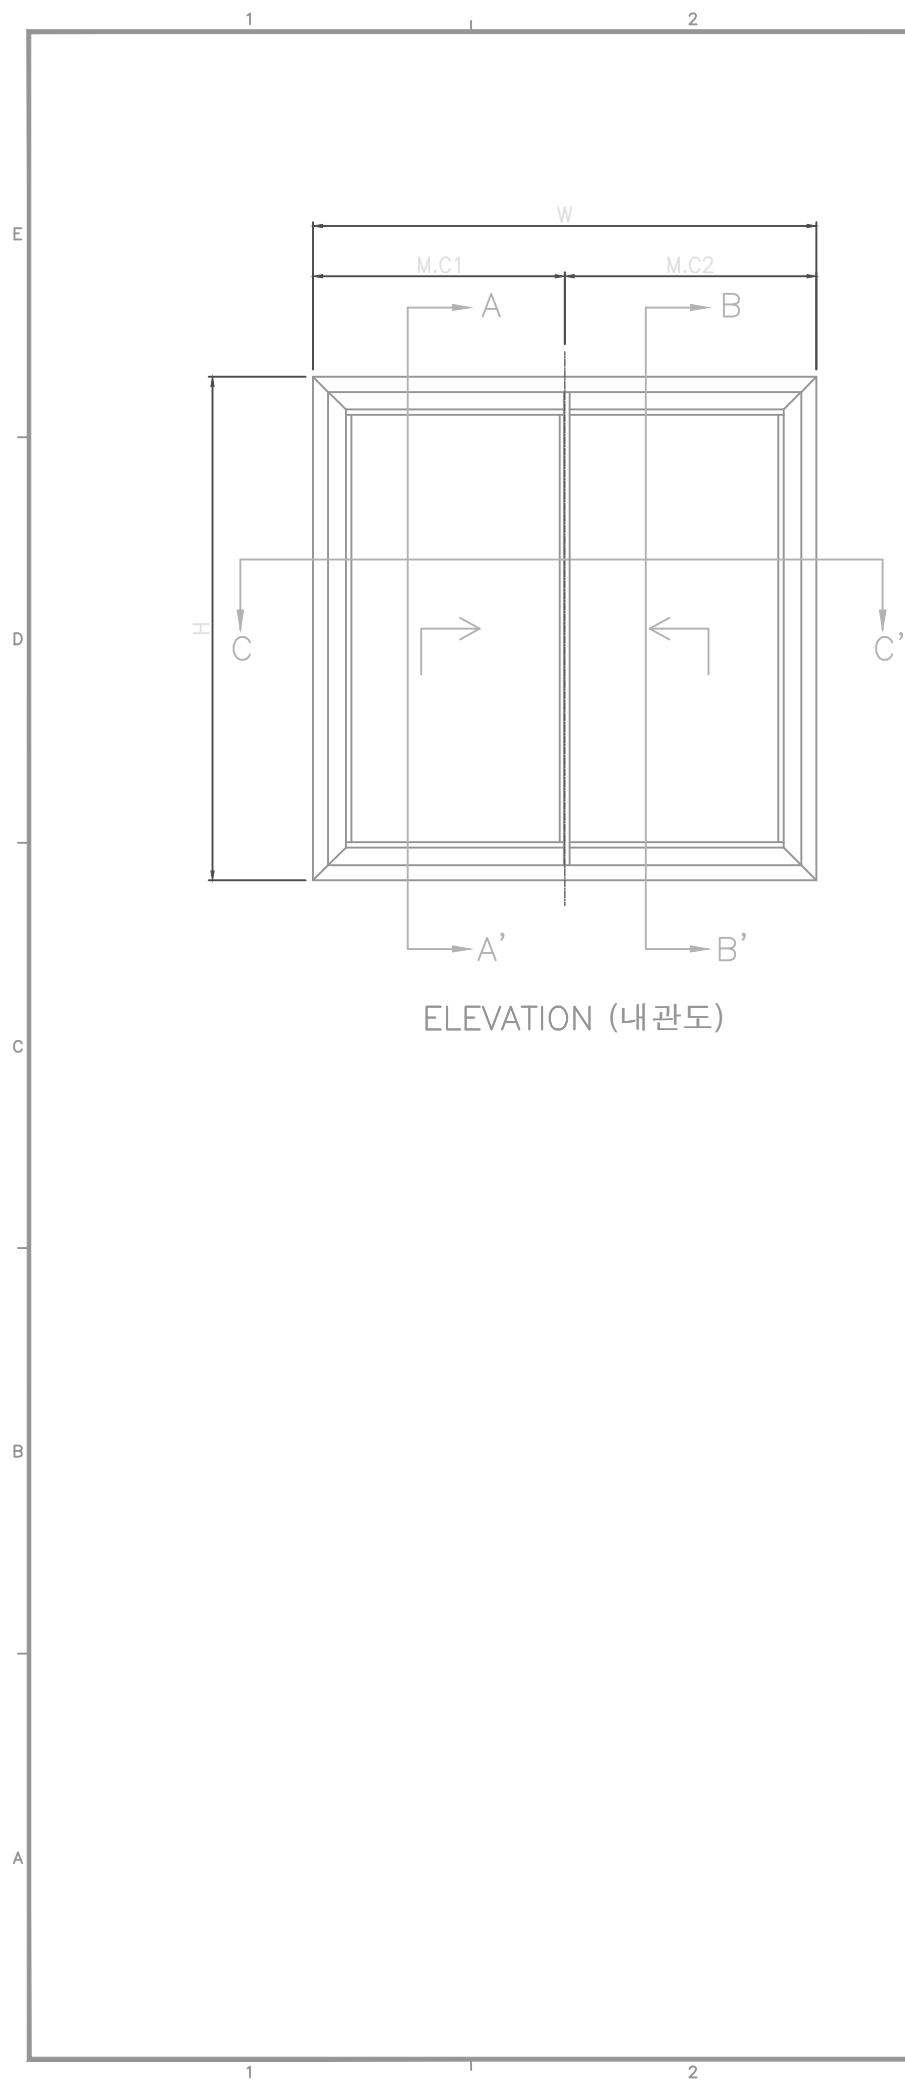 1 2
E
W
M.C1 M.C2
A B
H
D
C C'
A' B'
ELEVATION (내관도)
C
B
A
1 2